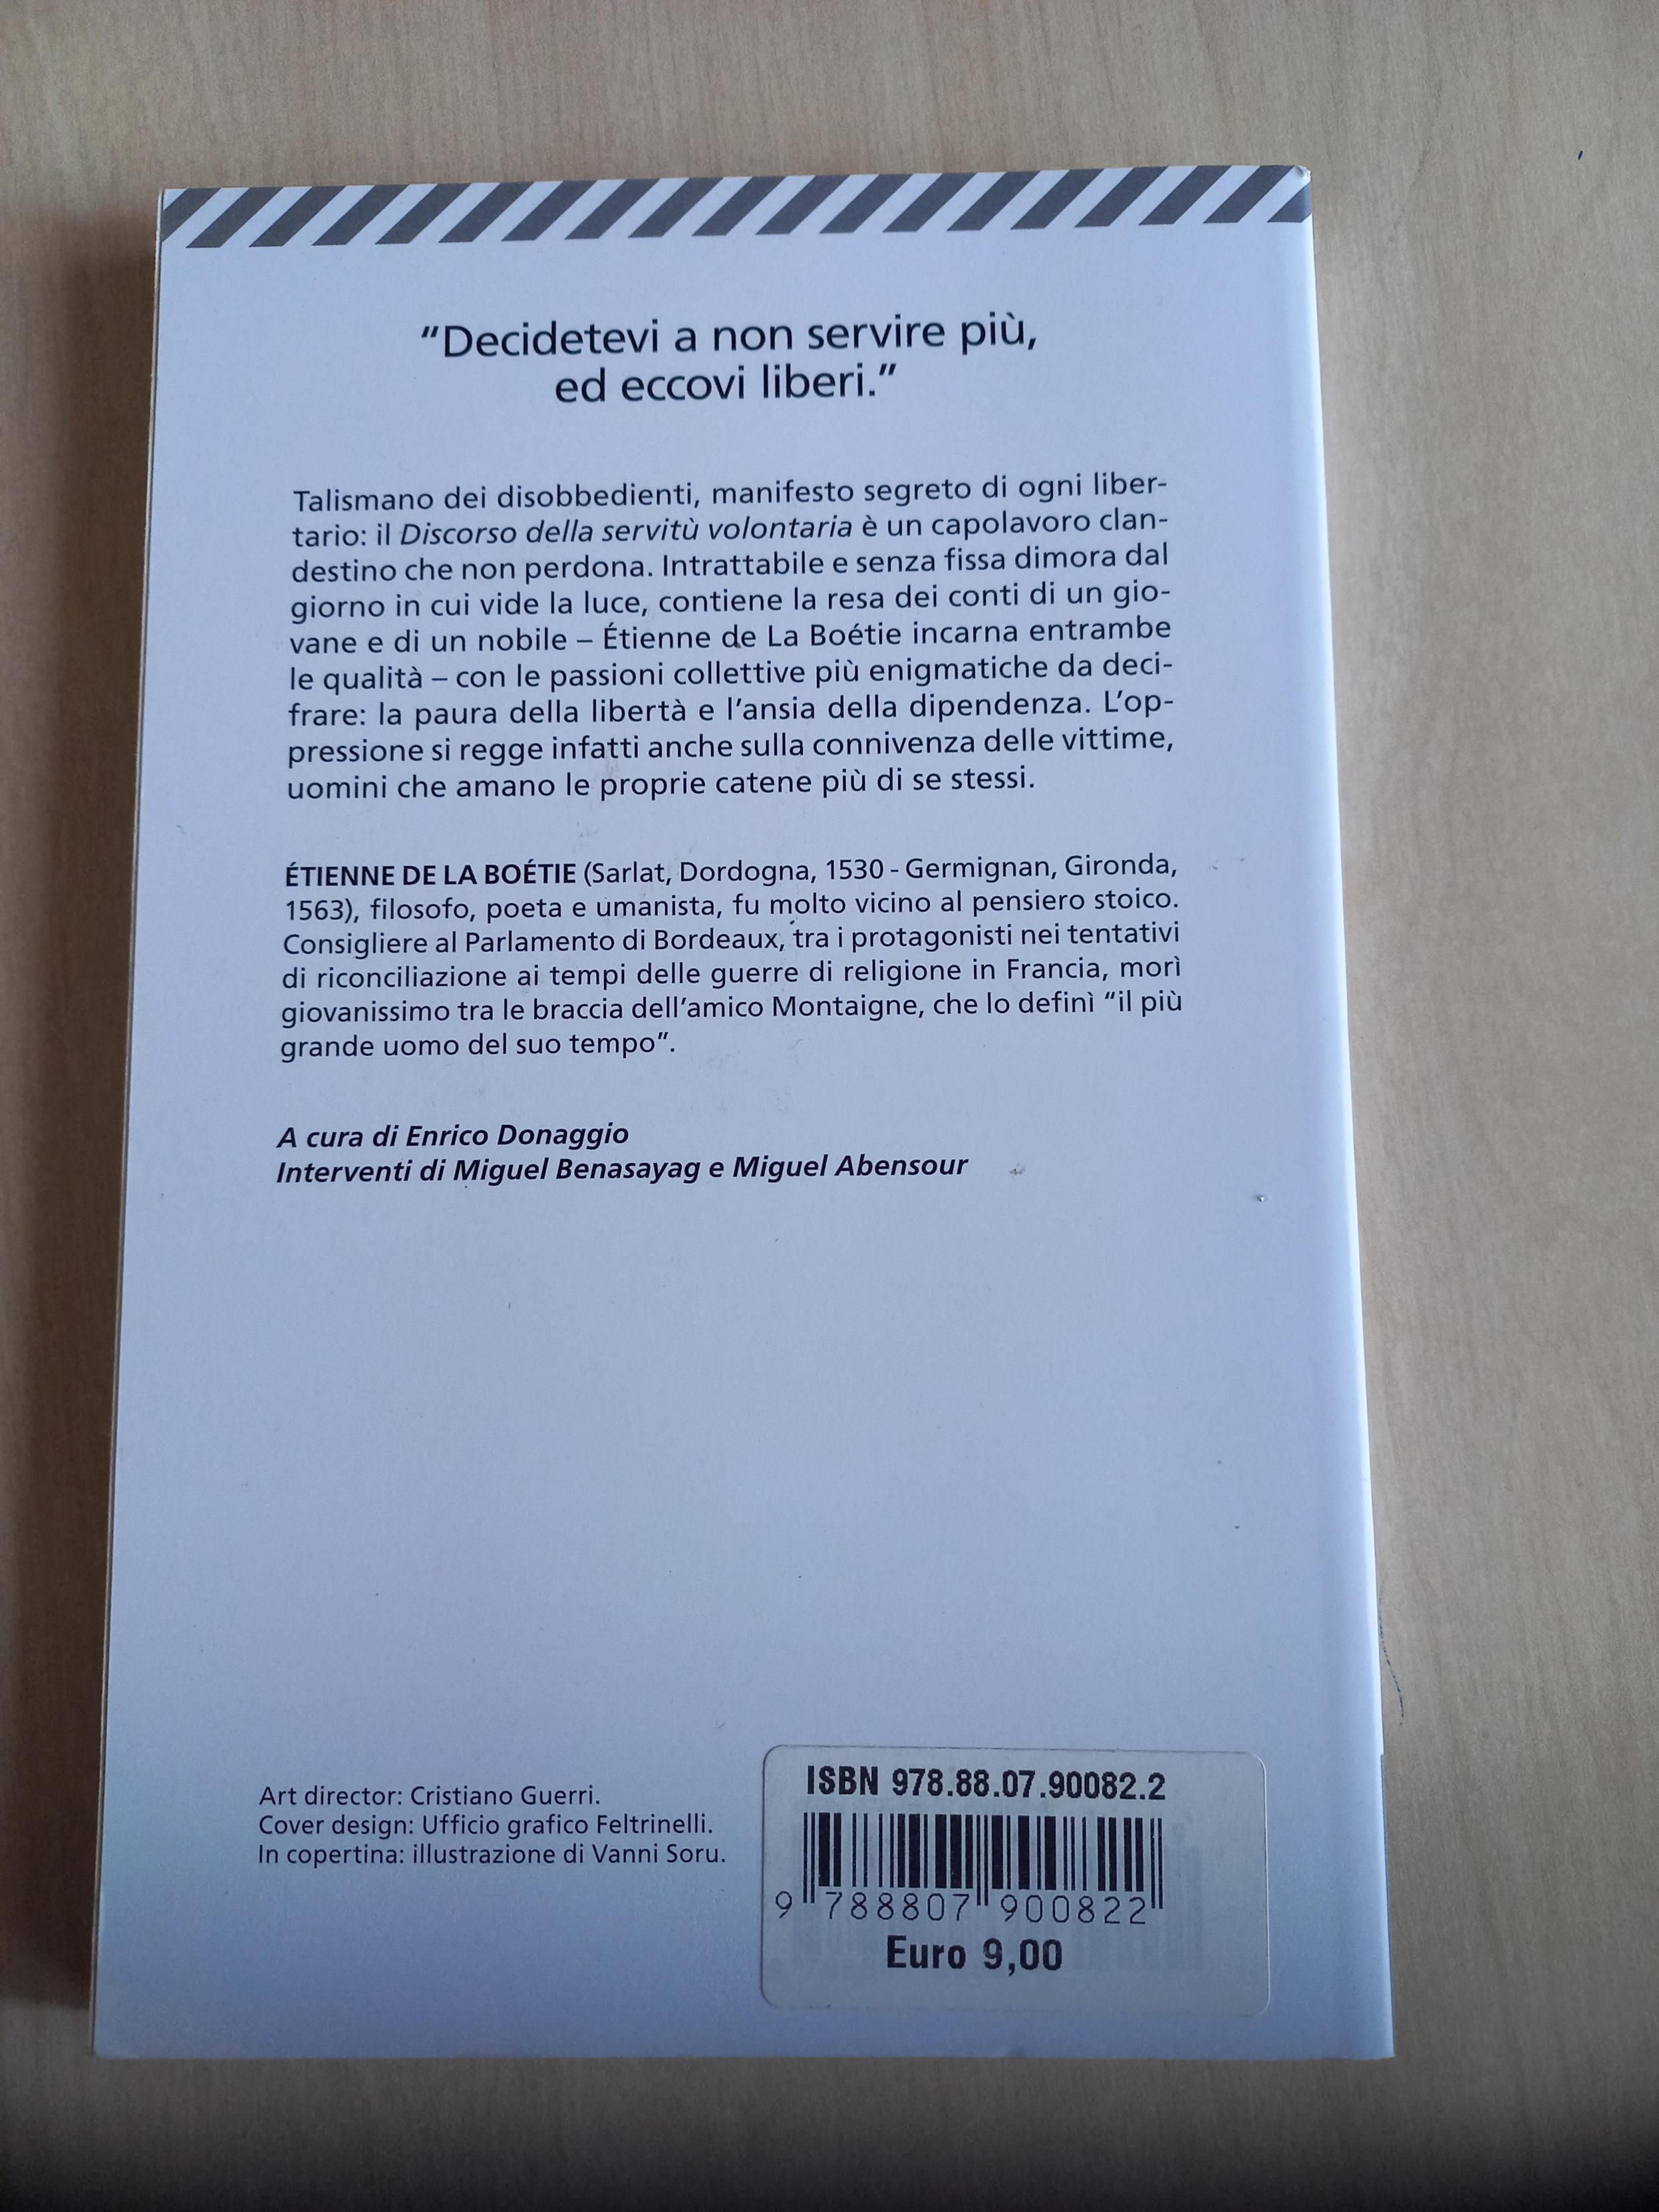 “Decidetevi a non servire più,
ed eccovi liberi.”
Talismano dei disobbedienti, manifesto segreto di ogni liber-
tario: il Discorso della servitù volontaria è un capolavoro clan-
destino che non perdona. Intrattabile e senza fissa dimora dal
giorno in cui vide la luce, contiene la resa dei conti di un gio-
vane e di un nobile – Étienne de La Boétie incarna entrambe
le qualità – con le passioni collettive più enigmatiche da deci-
frare: la paura della libertà e l’ansia della dipendenza. L’op-
pressione si regge infatti anche sulla connivenza delle vittime,
uomini che amano le proprie catene più di se stessi.
ÉTIENNE DE LA BOÉTIE (Sarlat, Dordogna, 1530 - Germignan, Gironda,
1563), filosofo, poeta e umanista, fu molto vicino al pensiero stoico.
Consigliere al Parlamento di Bordeaux, tra i protagonisti nei tentativi
di riconciliazione ai tempi delle guerre di religione in Francia, morì
giovanissimo tra le braccia dell’amico Montaigne, che lo definì “il più
grande uomo del suo tempo”.
A cura di Enrico Donaggio
Interventi di Miguel Benasayag e Miguel Abensour
Art director: Cristiano Guerri.
Cover design: Ufficio grafico Feltrinelli.
In copertina: illustrazione di Vanni Soru.
ISBN 978.88.07.90082.2
9 788807 900822
Euro 9,00